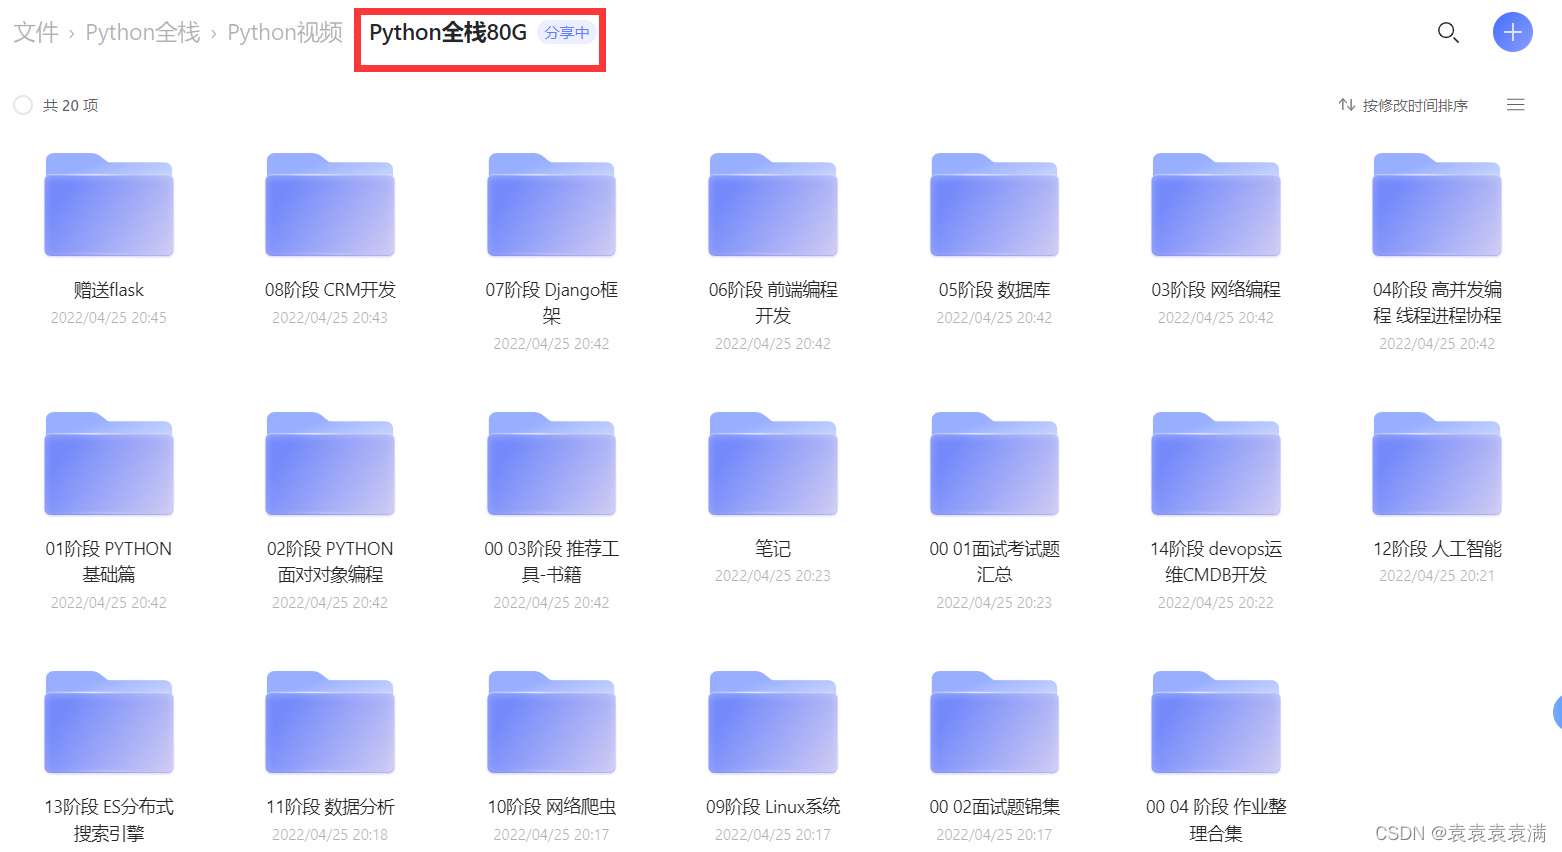 文件 › Python全栈 › Python视频 Python全栈80G 分享中
共 20 项
按修改时间排序
赠送flask
2022/04/25 20:45
08阶段 CRM开发
2022/04/25 20:43
07阶段 Django框
架
2022/04/25 20:42
06阶段 前端编程
开发
2022/04/25 20:42
05阶段 数据库
2022/04/25 20:42
03阶段 网络编程
2022/04/25 20:42
04阶段 高并发编
程 线程进程协程
2022/04/25 20:42
01阶段 PYTHON
基础篇
2022/04/25 20:42
02阶段 PYTHON
面对对象编程
2022/04/25 20:42
00 03阶段 推荐工
具-书籍
2022/04/25 20:42
笔记
2022/04/25 20:23
00 01面试考试题
汇总
2022/04/25 20:23
14阶段 devops运
维CMDB开发
2022/04/25 20:22
12阶段 人工智能
2022/04/25 20:21
13阶段 ES分布式
搜索引擎
11阶段 数据分析
2022/04/25 20:18
10阶段 网络爬虫
2022/04/25 20:17
09阶段 Linux系统
2022/04/25 20:17
00 02面试题锦集
2022/04/25 20:17
00 04 阶段 作业整
理合集
CSDN @袁袁袁袁满